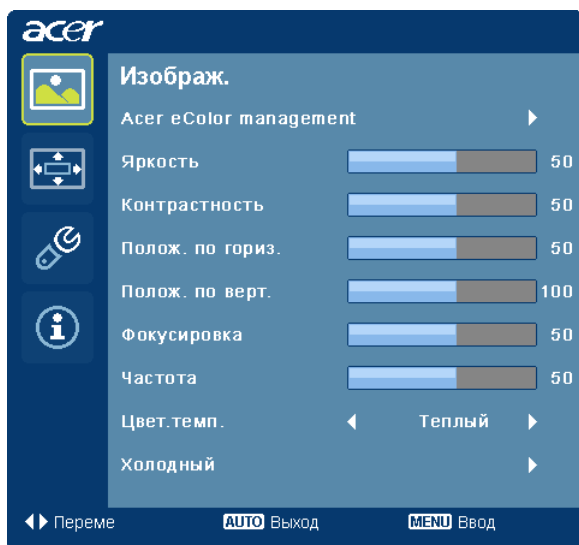 acer
Изображ.
Acer eColor management
Яркость 50
Контрастность 50
Полож. по гориз. 50
Полож. по верт. 100
Фокусировка 50
Частота 50
Цвет.темп. Теплый
Холодный
Переме AUTO Выход MENU Ввод